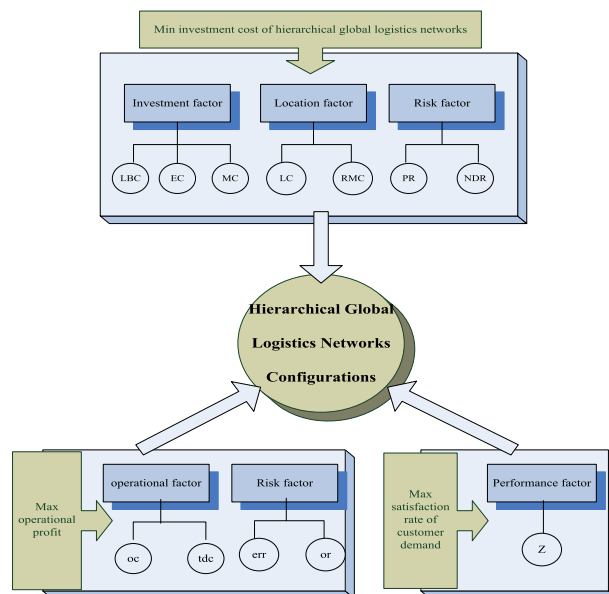 Min investment cost of hierarchical global logistics networks
Investment factor
Location factor
Risk factor
LBC
EC
MC
LC
RMC
PR
NDR
Hierarchical Global
Logistics Networks
Configurations
Max
operational
profit
operational factor
Risk factor
oc
tdc
err
or
Max
satisfaction
rate of
customer
demand
Performance factor
Z